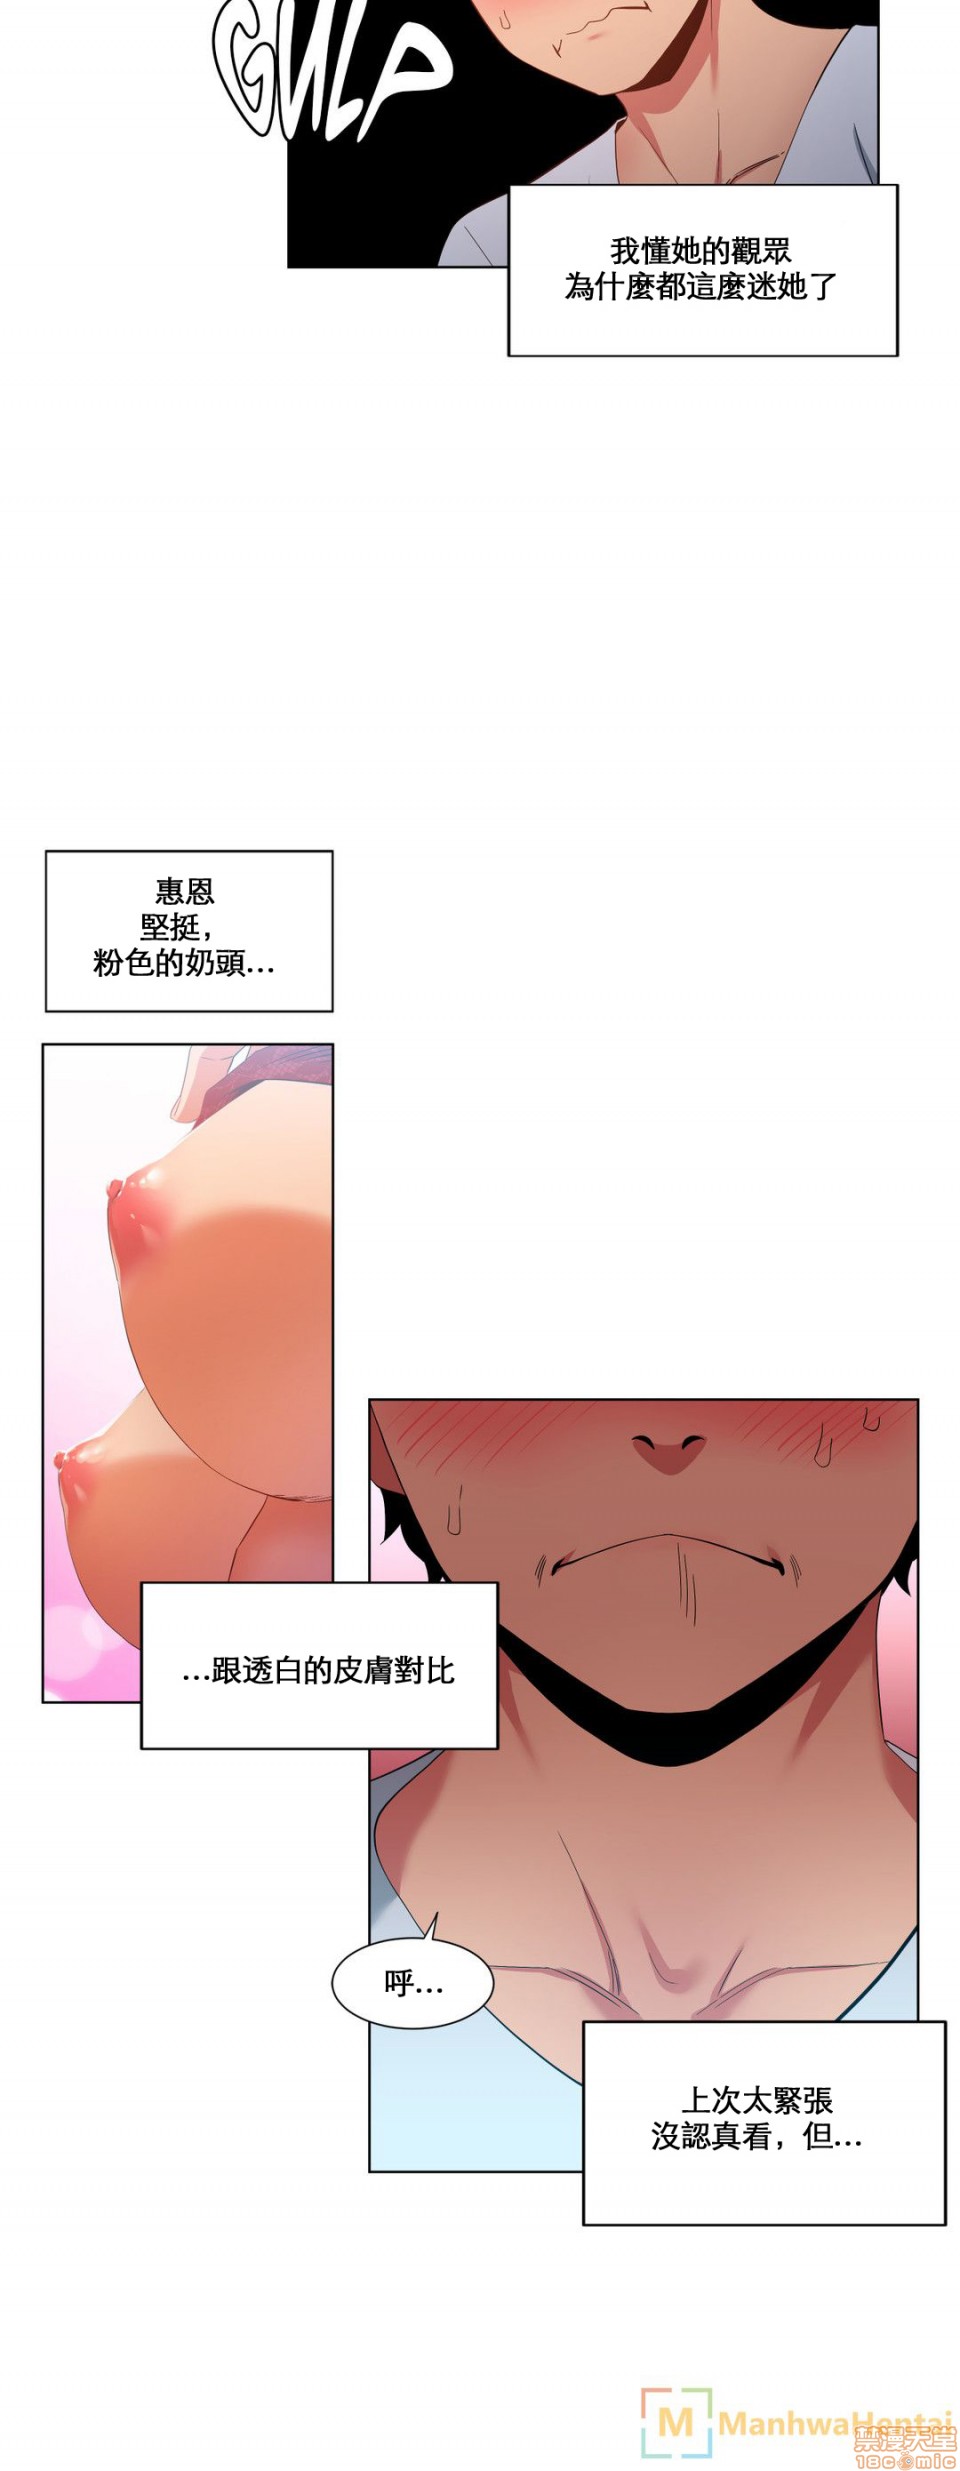 GULP
我懂她的觀眾
為什麼都這麼迷她了
惠恩
堅挺，
粉色的奶頭…
…跟透白的皮膚對比
呼…
上次太緊張
沒認真看，但…
M ManhwaHentai
禁漫天堂
18comic